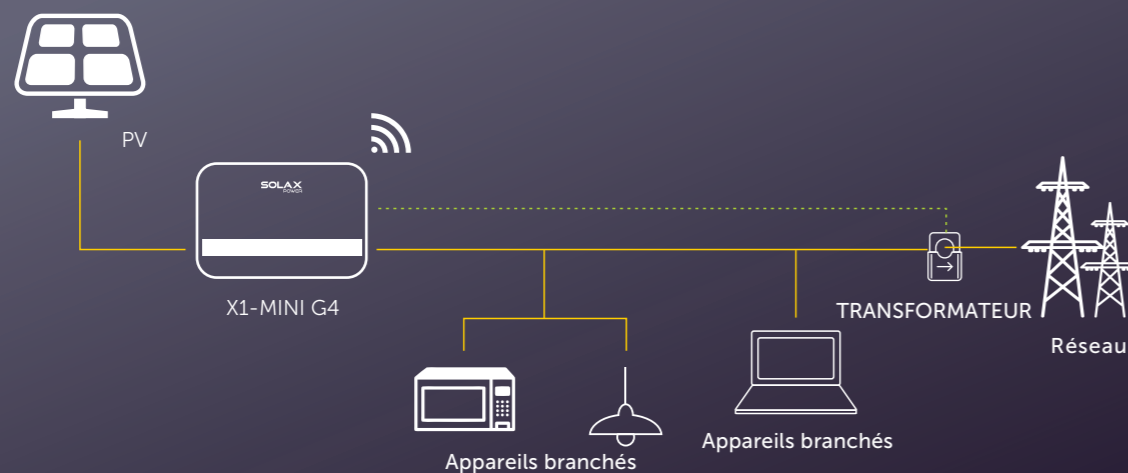 PV
SOLAX
POWER
X1-MINI G4
TRANSFORMATEUR
Réseau
Appareils branchés
Appareils branchés